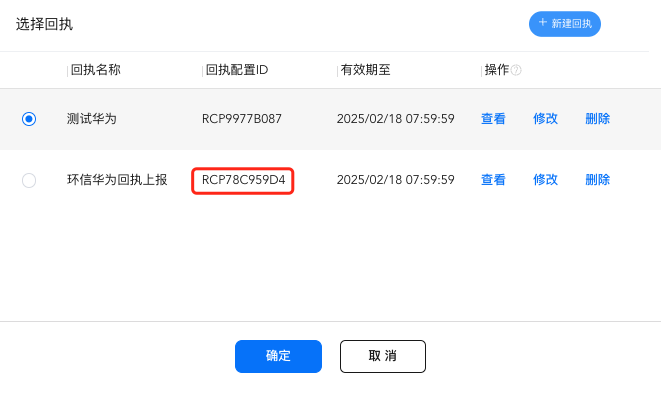 选择回执
+ 新建回执
回执名称 回执配置ID 有效期至 操作
测试华为 RCP9977B087 2025/02/18 07:59:59 查看 修改 删除
环信华为回执上报 RCP78C959D4 2025/02/18 07:59:59 查看 修改 删除
确定 取消